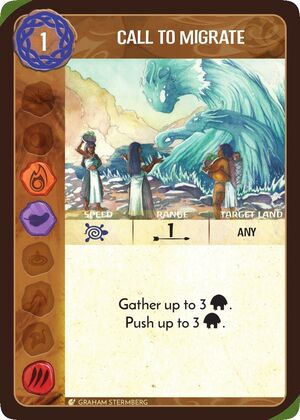 1
CALL TO MIGRATE
SPEED
RANGE
TARGET LAND
1
ANY
Gather up to 3
Push up to 3
GRAHAM STERMBERG